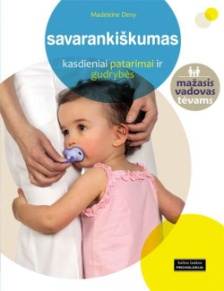 Madeleine Deny
savarankiškumas
kasdieniai patarimai ir
gudrybės
mažasis
vadovas
tėvams